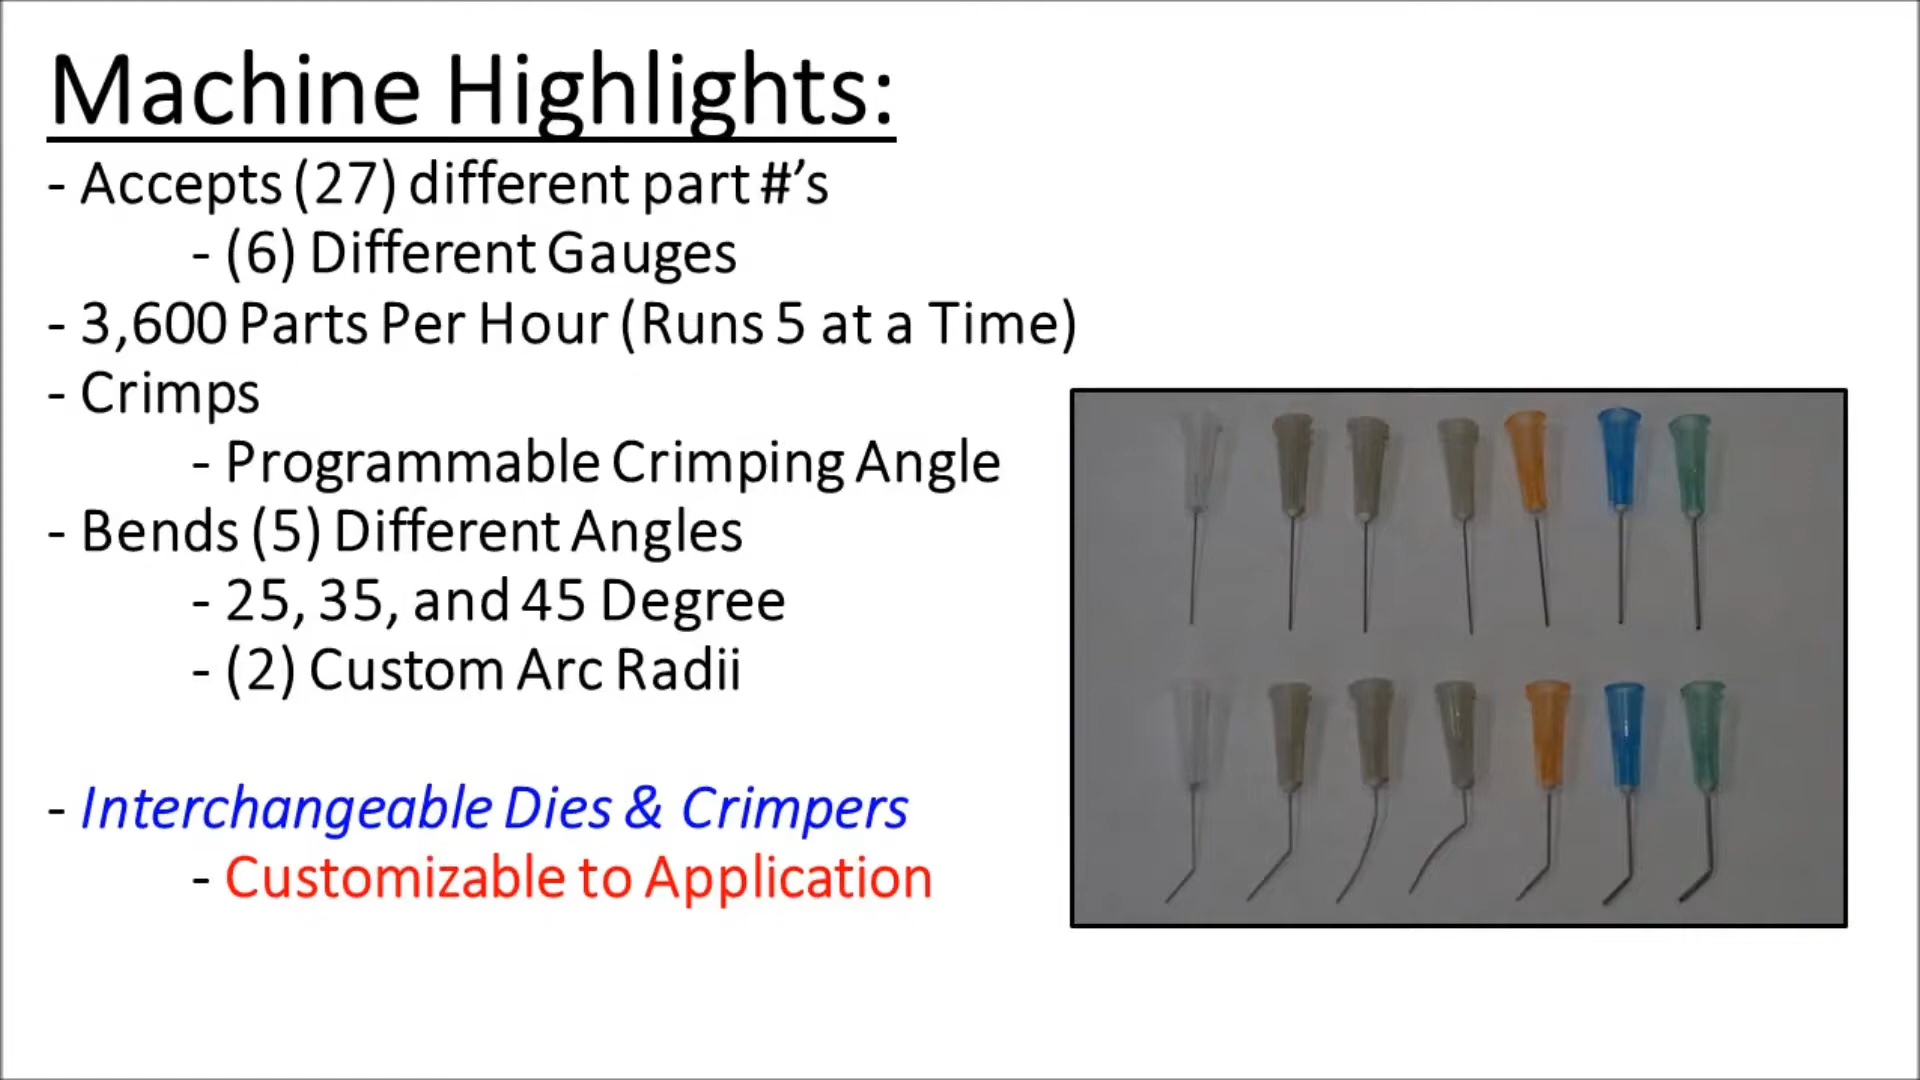 Machine Highlights:
- Accepts (27) different part #’s
- (6) Different Gauges
- 3,600 Parts Per Hour (Runs 5 at a Time)
- Crimps
- Programmable Crimping Angle
- Bends (5) Different Angles
- 25, 35, and 45 Degree
- (2) Custom Arc Radii
- Interchangeable Dies & Crimpers
- Customizable to Application